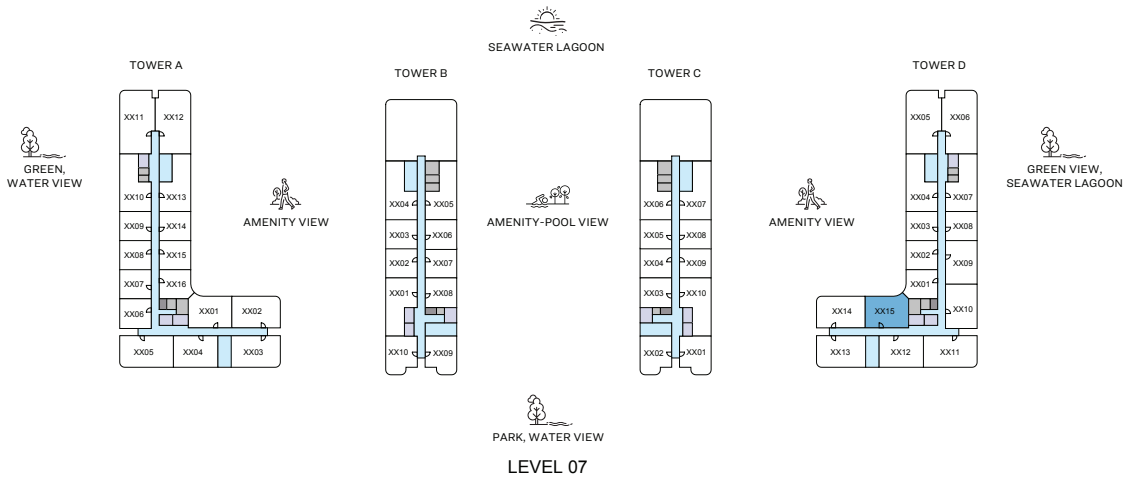 SEAWATER LAGOON
TOWER A
TOWER B
TOWER C
TOWER D
GREEN,
WATER VIEW
AMENITY VIEW
AMENITY-POOL VIEW
AMENITY VIEW
GREEN VIEW,
SEAWATER LAGOON
XX11 XX12
XX10 XX13
XX09 XX14
XX08 XX15
XX07 XX16
XX06 XX01 XX02
XX05 XX04 XX03
XX04 XX05
XX03 XX06
XX02 XX07
XX01 XX08
XX10 XX09
XX06 XX07
XX05 XX08
XX04 XX09
XX03 XX10
XX02 XX01
XX05 XX06
XX04 XX07
XX03 XX08
XX02 XX09
XX01
XX14 XX15 XX10
XX13 XX12 XX11
PARK, WATER VIEW
LEVEL 07